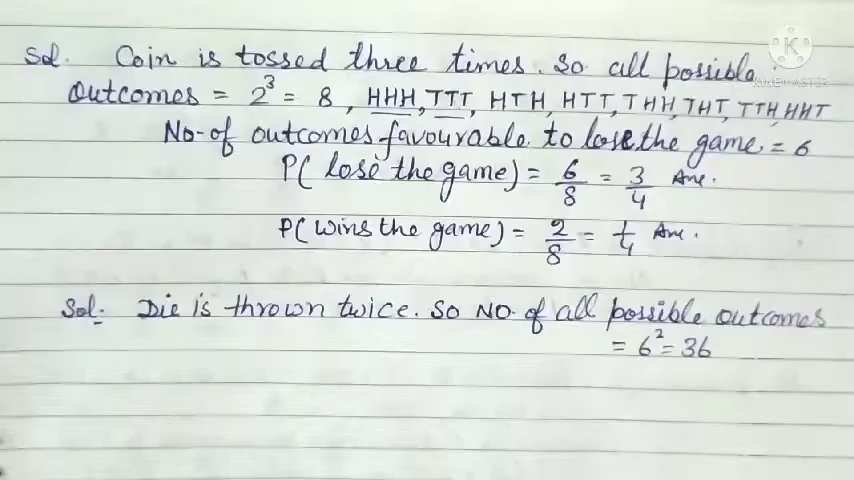 Sol. Coin is tossed three times. So all possible
outcomes = 2³ = 8, HHH, TTT, HTH, HTT, THH, THT, TTH, HHT
No-of outcomes favourable to lose the game = 6
P( lose the game) = 6/8 = 3/4 Ans.
P(wins the game) = 2/8 = 1/4 Ans.
Sol:- Die is thrown twice. So No. of all possible outcomes
= 6² = 36
K
KINEMASTER